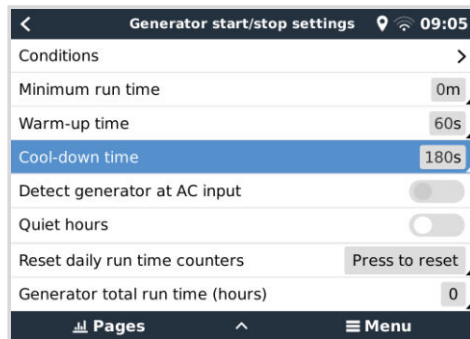 Generator start/stop settings 09:05
Conditions
Minimum run time 0m
Warm-up time 60s
Cool-down time 180s
Detect generator at AC input
Quiet hours
Reset daily run time counters Press to reset
Generator total run time (hours) 0
Pages Menu